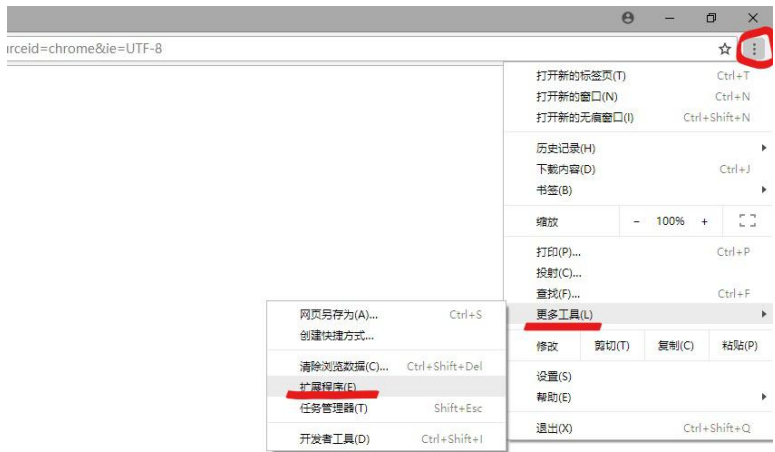 rceid=chrome&ie=UTF-8
打开新的标签页(T) Ctrl+T
打开新的窗口(N) Ctrl+N
打开新的无痕窗口(I) Ctrl+Shift+N
历史记录(H)
下载内容(D) Ctrl+J
书签(B)
缩放 - 100% +
打印(P)... Ctrl+P
投射(C)...
查找(F)... Ctrl+F
更多工具(L)
修改 剪切(T) 复制(C) 粘贴(P)
设置(S)
帮助(E)
退出(X) Ctrl+Shift+Q
网页另存为(A)... Ctrl+S
创建快捷方式...
清除浏览数据(C)... Ctrl+Shift+Del
扩展程序(E)
任务管理器(T) Shift+Esc
开发者工具(D) Ctrl+Shift+I